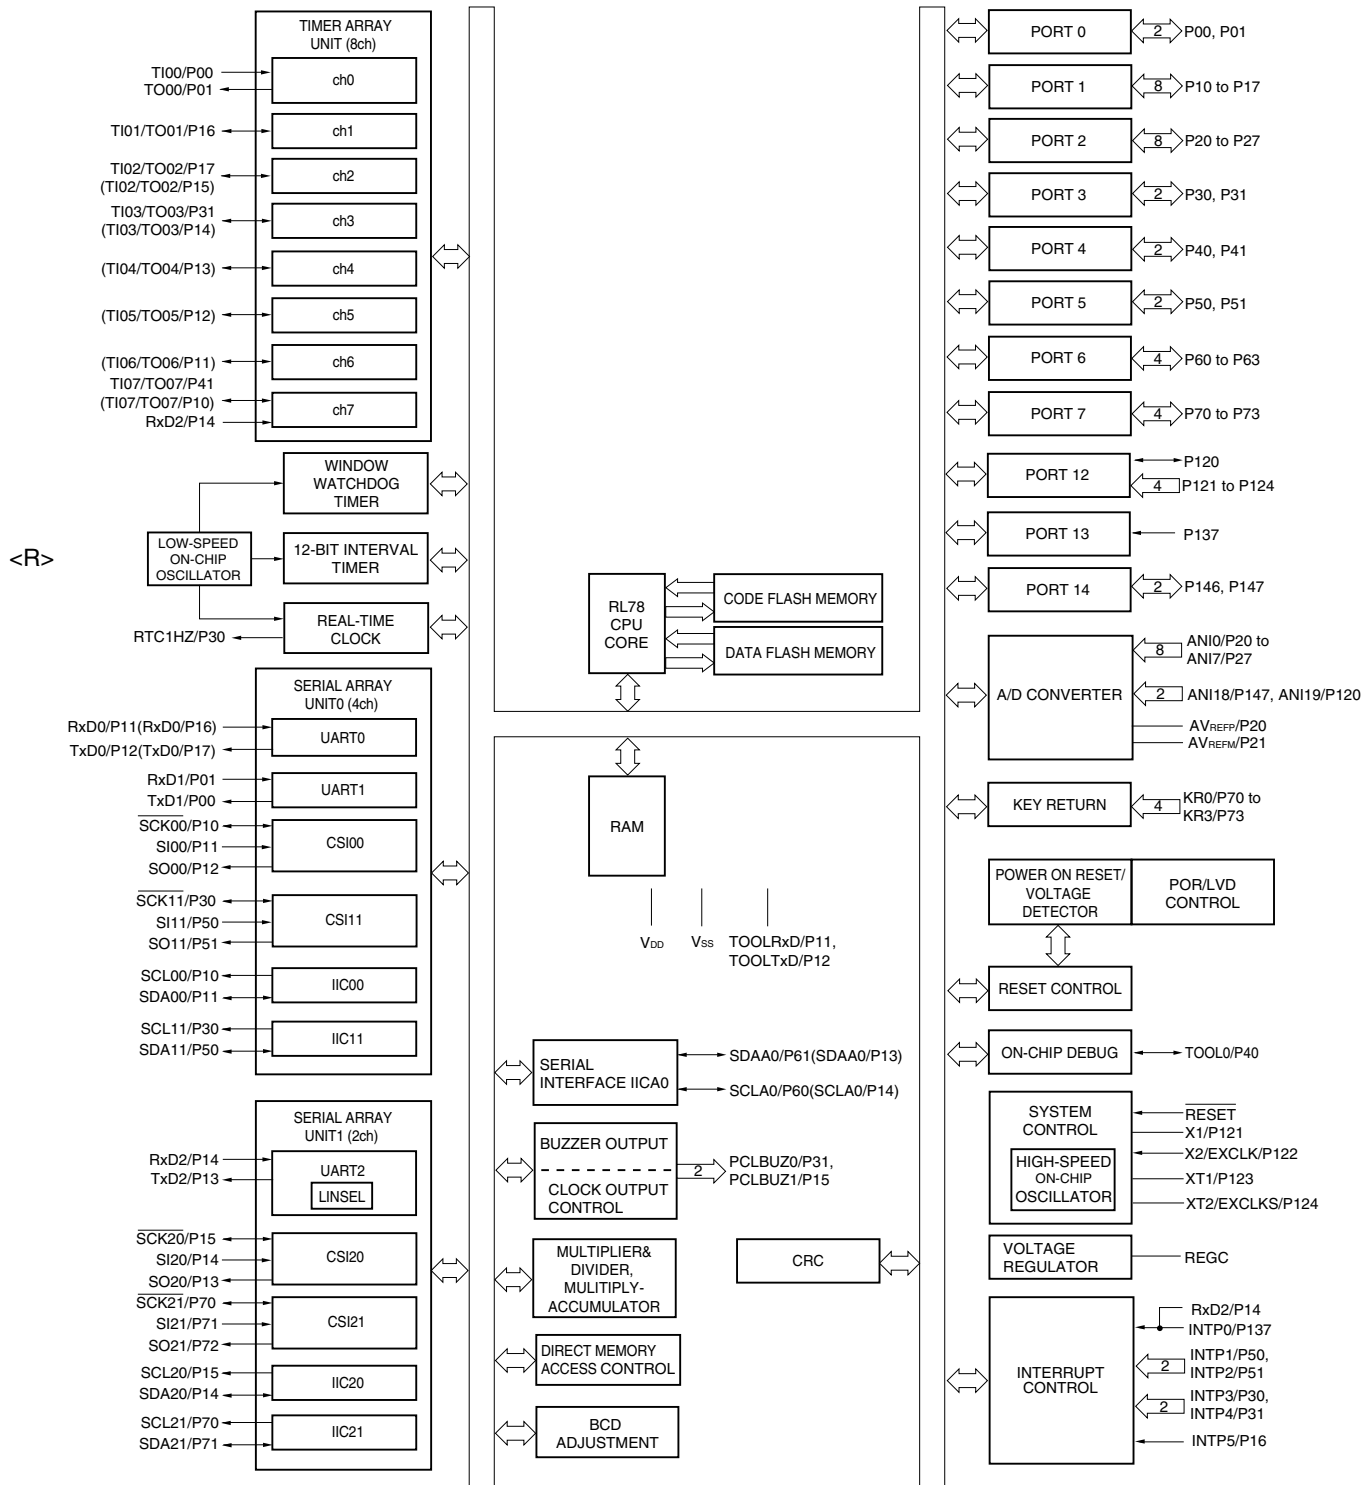 TIMER ARRAY
UNIT (8ch)
TI00/P00
TO00/P01
ch0
TI01/TO01/P16
ch1
TI02/TO02/P17
(TI02/TO02/P15)
ch2
TI03/TO03/P31
(TI03/TO03/P14)
ch3
(TI04/TO04/P13)
ch4
(TI05/TO05/P12)
ch5
(TI06/TO06/P11)
ch6
TI07/TO07/P41
(TI07/TO07/P10)
RxD2/P14
ch7
<R>
LOW-SPEED
ON-CHIP
OSCILLATOR
WINDOW
WATCHDOG
TIMER
12-BIT INTERVAL
TIMER
REAL-TIME
CLOCK
RTC1HZ/P30
SERIAL ARRAY
UNIT0 (4ch)
RxD0/P11(RxD0/P16)
TxD0/P12(TxD0/P17)
UART0
RxD1/P01
TxD1/P00
UART1
SCK00/P10
SI00/P11
SO00/P12
CSI00
SCK11/P30
SI11/P50
SO11/P51
CSI11
SCL00/P10
SDA00/P11
IIC00
SCL11/P30
SDA11/P50
IIC11
SERIAL ARRAY
UNIT1 (2ch)
RxD2/P14
TxD2/P13
UART2
LINSEL
SCK20/P15
SI20/P14
SO20/P13
CSI20
SCK21/P70
SI21/P71
SO21/P72
CSI21
SCL20/P15
SDA20/P14
IIC20
SCL21/P70
SDA21/P71
IIC21
RL78
CPU
CORE
CODE FLASH MEMORY
DATA FLASH MEMORY
RAM
VDD
VSS
TOOLRxD/P11,
TOOLTxD/P12
SERIAL
INTERFACE IICA0
SDAA0/P61(SDAA0/P13)
SCLA0/P60(SCLA0/P14)
BUZZER OUTPUT
CLOCK OUTPUT
CONTROL
2
PCLBUZ0/P31,
PCLBUZ1/P15
MULTIPLIER&
DIVIDER,
MULITIPLY-
ACCUMULATOR
CRC
DIRECT MEMORY
ACCESS CONTROL
BCD
ADJUSTMENT
PORT 0
2
P00, P01
PORT 1
8
P10 to P17
PORT 2
8
P20 to P27
PORT 3
2
P30, P31
PORT 4
2
P40, P41
PORT 5
2
P50, P51
PORT 6
4
P60 to P63
PORT 7
4
P70 to P73
PORT 12
P120
4
P121 to P124
PORT 13
P137
PORT 14
2
P146, P147
A/D CONVERTER
8
ANI0/P20 to
ANI7/P27
2
ANI18/P147, ANI19/P120
AVREFP/P20
AVREFM/P21
KEY RETURN
4
KR0/P70 to
KR3/P73
POWER ON RESET/
VOLTAGE
DETECTOR
POR/LVD
CONTROL
RESET CONTROL
ON-CHIP DEBUG
TOOL0/P40
SYSTEM
CONTROL
HIGH-SPEED
ON-CHIP
OSCILLATOR
RESET
X1/P121
X2/EXCLK/P122
XT1/P123
XT2/EXCLKS/P124
VOLTAGE
REGULATOR
REGC
INTERRUPT
CONTROL
RxD2/P14
INTP0/P137
2
INTP1/P50,
INTP2/P51
2
INTP3/P30,
INTP4/P31
INTP5/P16